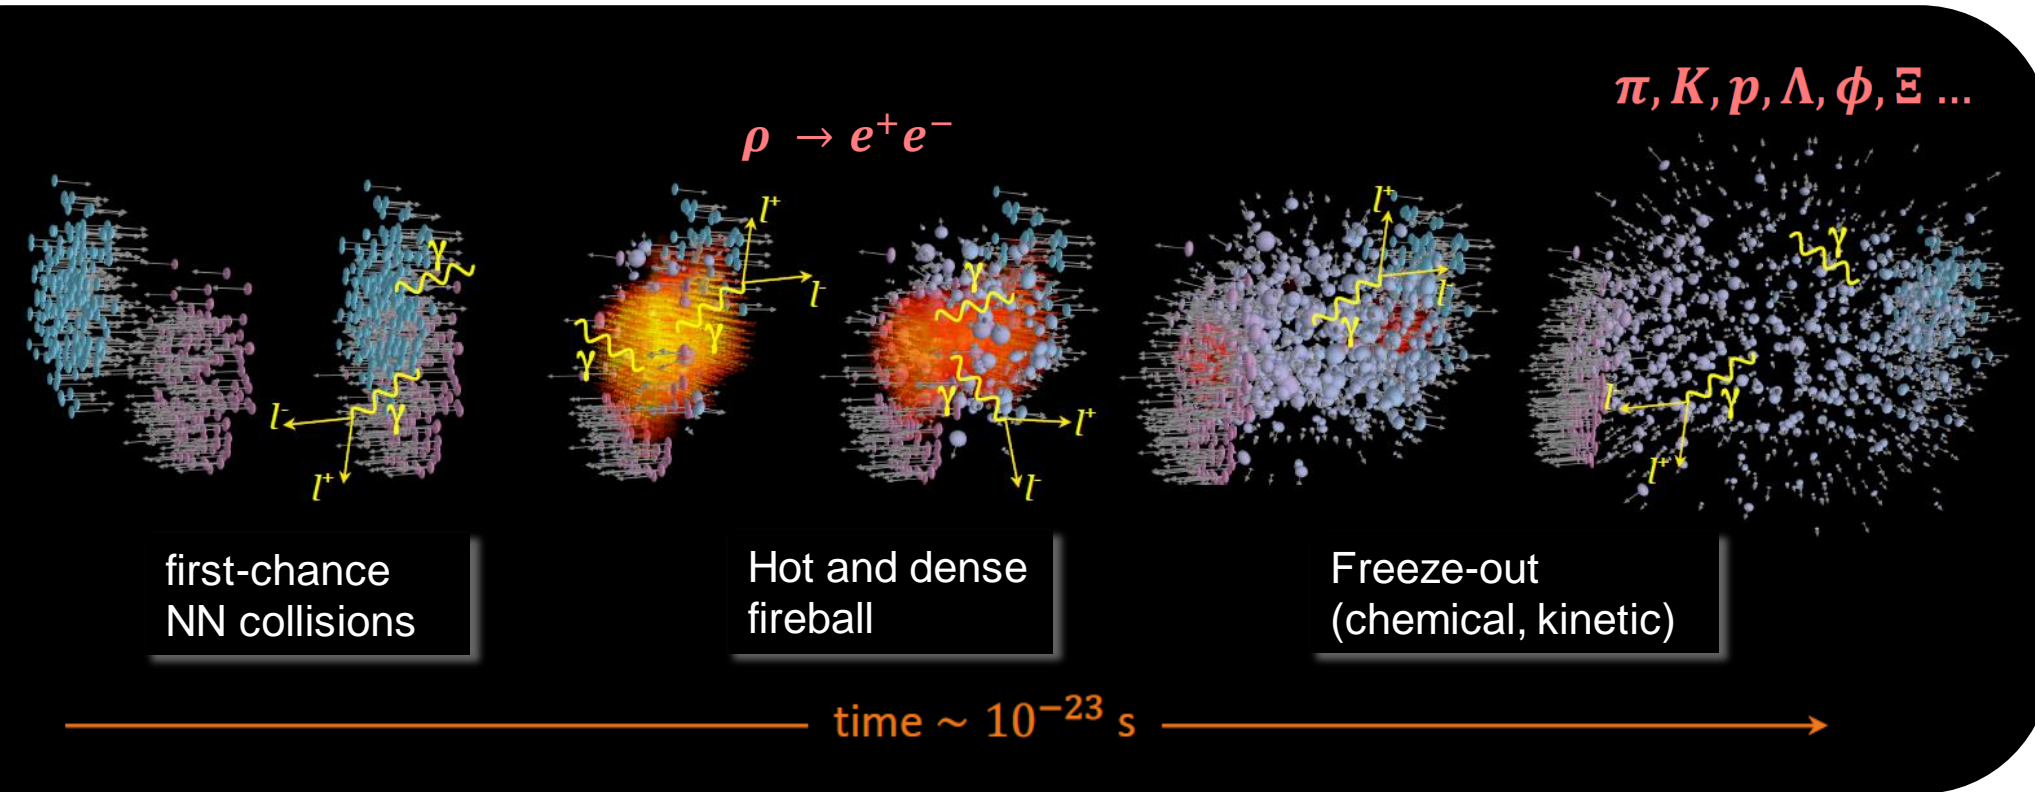 π, K, p, Λ, ϕ, Ξ ...
ρ → e⁺e⁻
γ
l⁻
γ
l⁺
l⁺
l⁻
γ
γ
γ
γ
l⁺
l⁻
l⁺
l
γ
γ
l
γ
l⁺
first-chance
NN collisions
Hot and dense
fireball
Freeze-out
(chemical, kinetic)
time ~ 10⁻²³ s